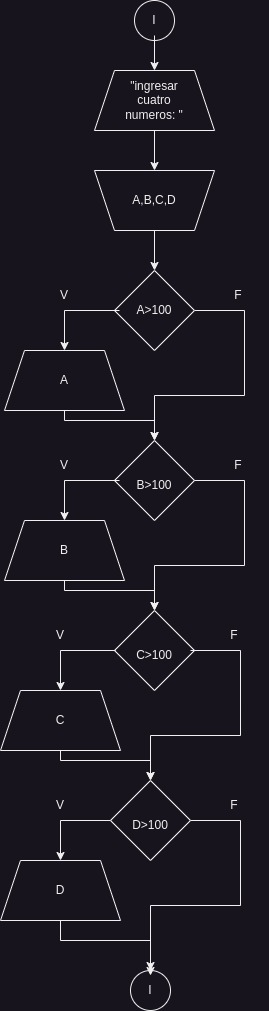 I
"ingresar
cuatro
numeros: "
A,B,C,D
V
F
A>100
A
V
F
B>100
B
V
F
C>100
C
V
F
D>100
D
I